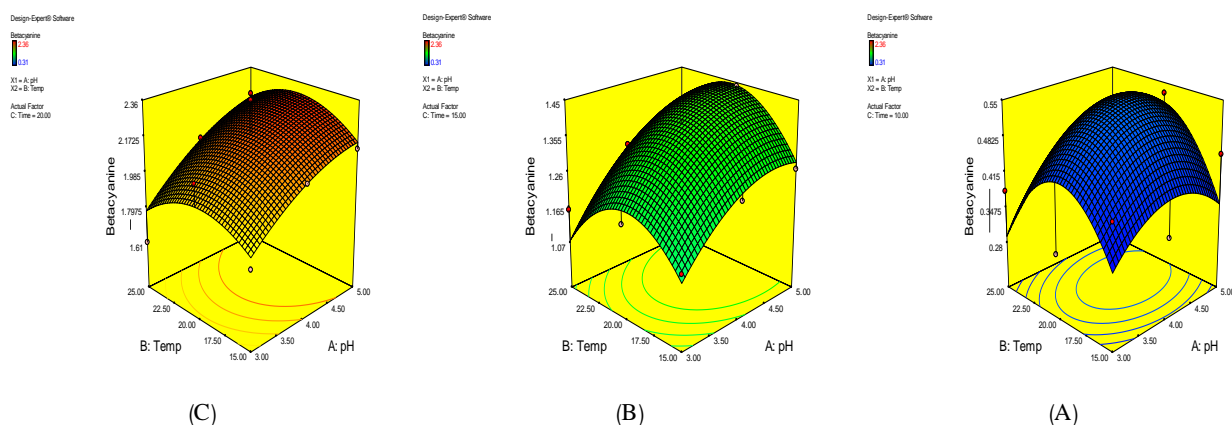 Design-Expert® Software
Betacyanine
2.36
0.31
X1 = A: pH
X2 = B: Temp
Actual Factor
C: Time = 20.00
2.36
2.1725
1.985
1.7975
1.61
Betacyanine
25.00
22.50
20.00
17.50
15.00
B: Temp
3.00
3.50
4.00
4.50
5.00
A: pH
(C)
Design-Expert® Software
Betacyanine
2.36
0.31
X1 = A: pH
X2 = B: Temp
Actual Factor
C: Time = 15.00
1.45
1.355
1.26
1.165
1.07
Betacyanine
25.00
22.50
20.00
17.50
15.00
B: Temp
3.00
3.50
4.00
4.50
5.00
A: pH
(B)
Design-Expert® Software
Betacyanine
2.36
0.31
X1 = A: pH
X2 = B: Temp
Actual Factor
C: Time = 10.00
0.55
0.4825
0.415
0.3475
0.28
Betacyanine
25.00
22.50
20.00
17.50
15.00
B: Temp
3.00
3.50
4.00
4.50
5.00
A: pH
(A)